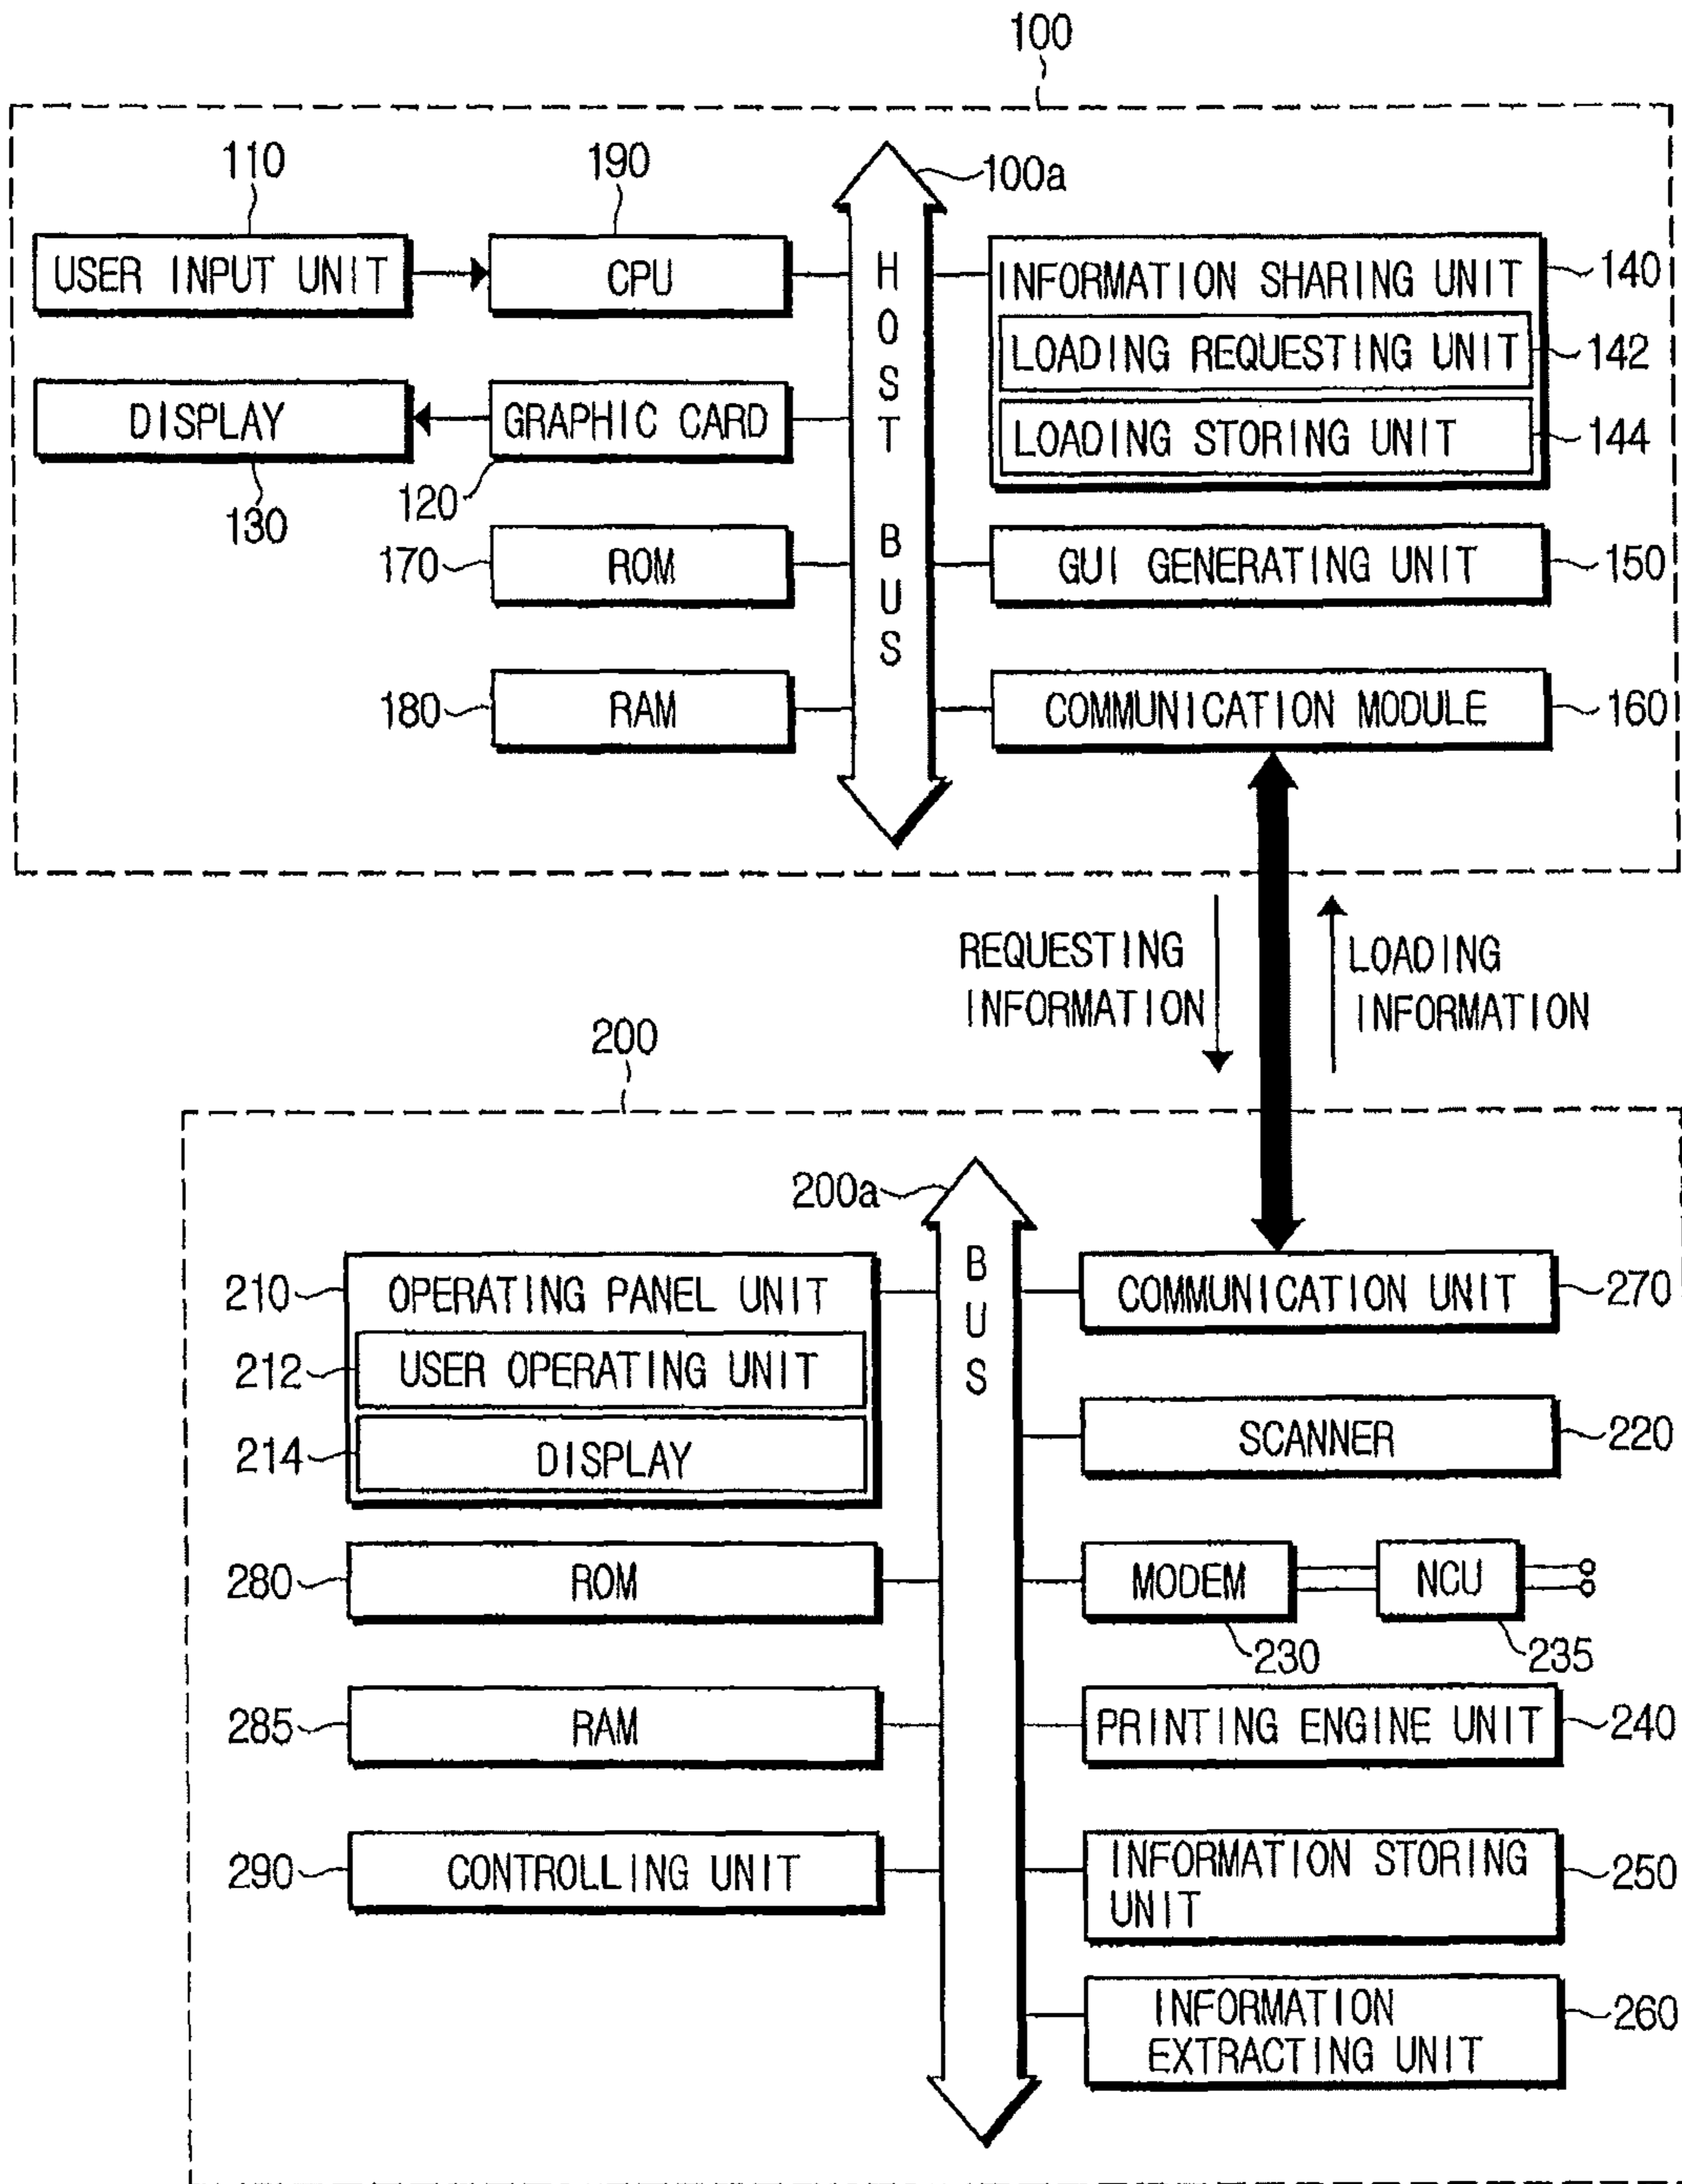 100
110
190
100a
USER INPUT UNIT
CPU
INFORMATION SHARING UNIT
140
LOADING REQUESTING UNIT
142
DISPLAY
GRAPHIC CARD
LOADING STORING UNIT
144
130
120
HOST BUS
170
ROM
GUI GENERATING UNIT
150
180
RAM
COMMUNICATION MODULE
160
REQUESTING
INFORMATION
LOADING
INFORMATION
200
200a
BUS
210
OPERATING PANEL UNIT
COMMUNICATION UNIT
270
212
USER OPERATING UNIT
214
DISPLAY
SCANNER
220
280
ROM
MODEM
NCU
230
235
285
RAM
PRINTING ENGINE UNIT
240
290
CONTROLLING UNIT
INFORMATION STORING
UNIT
250
INFORMATION
EXTRACTING UNIT
260